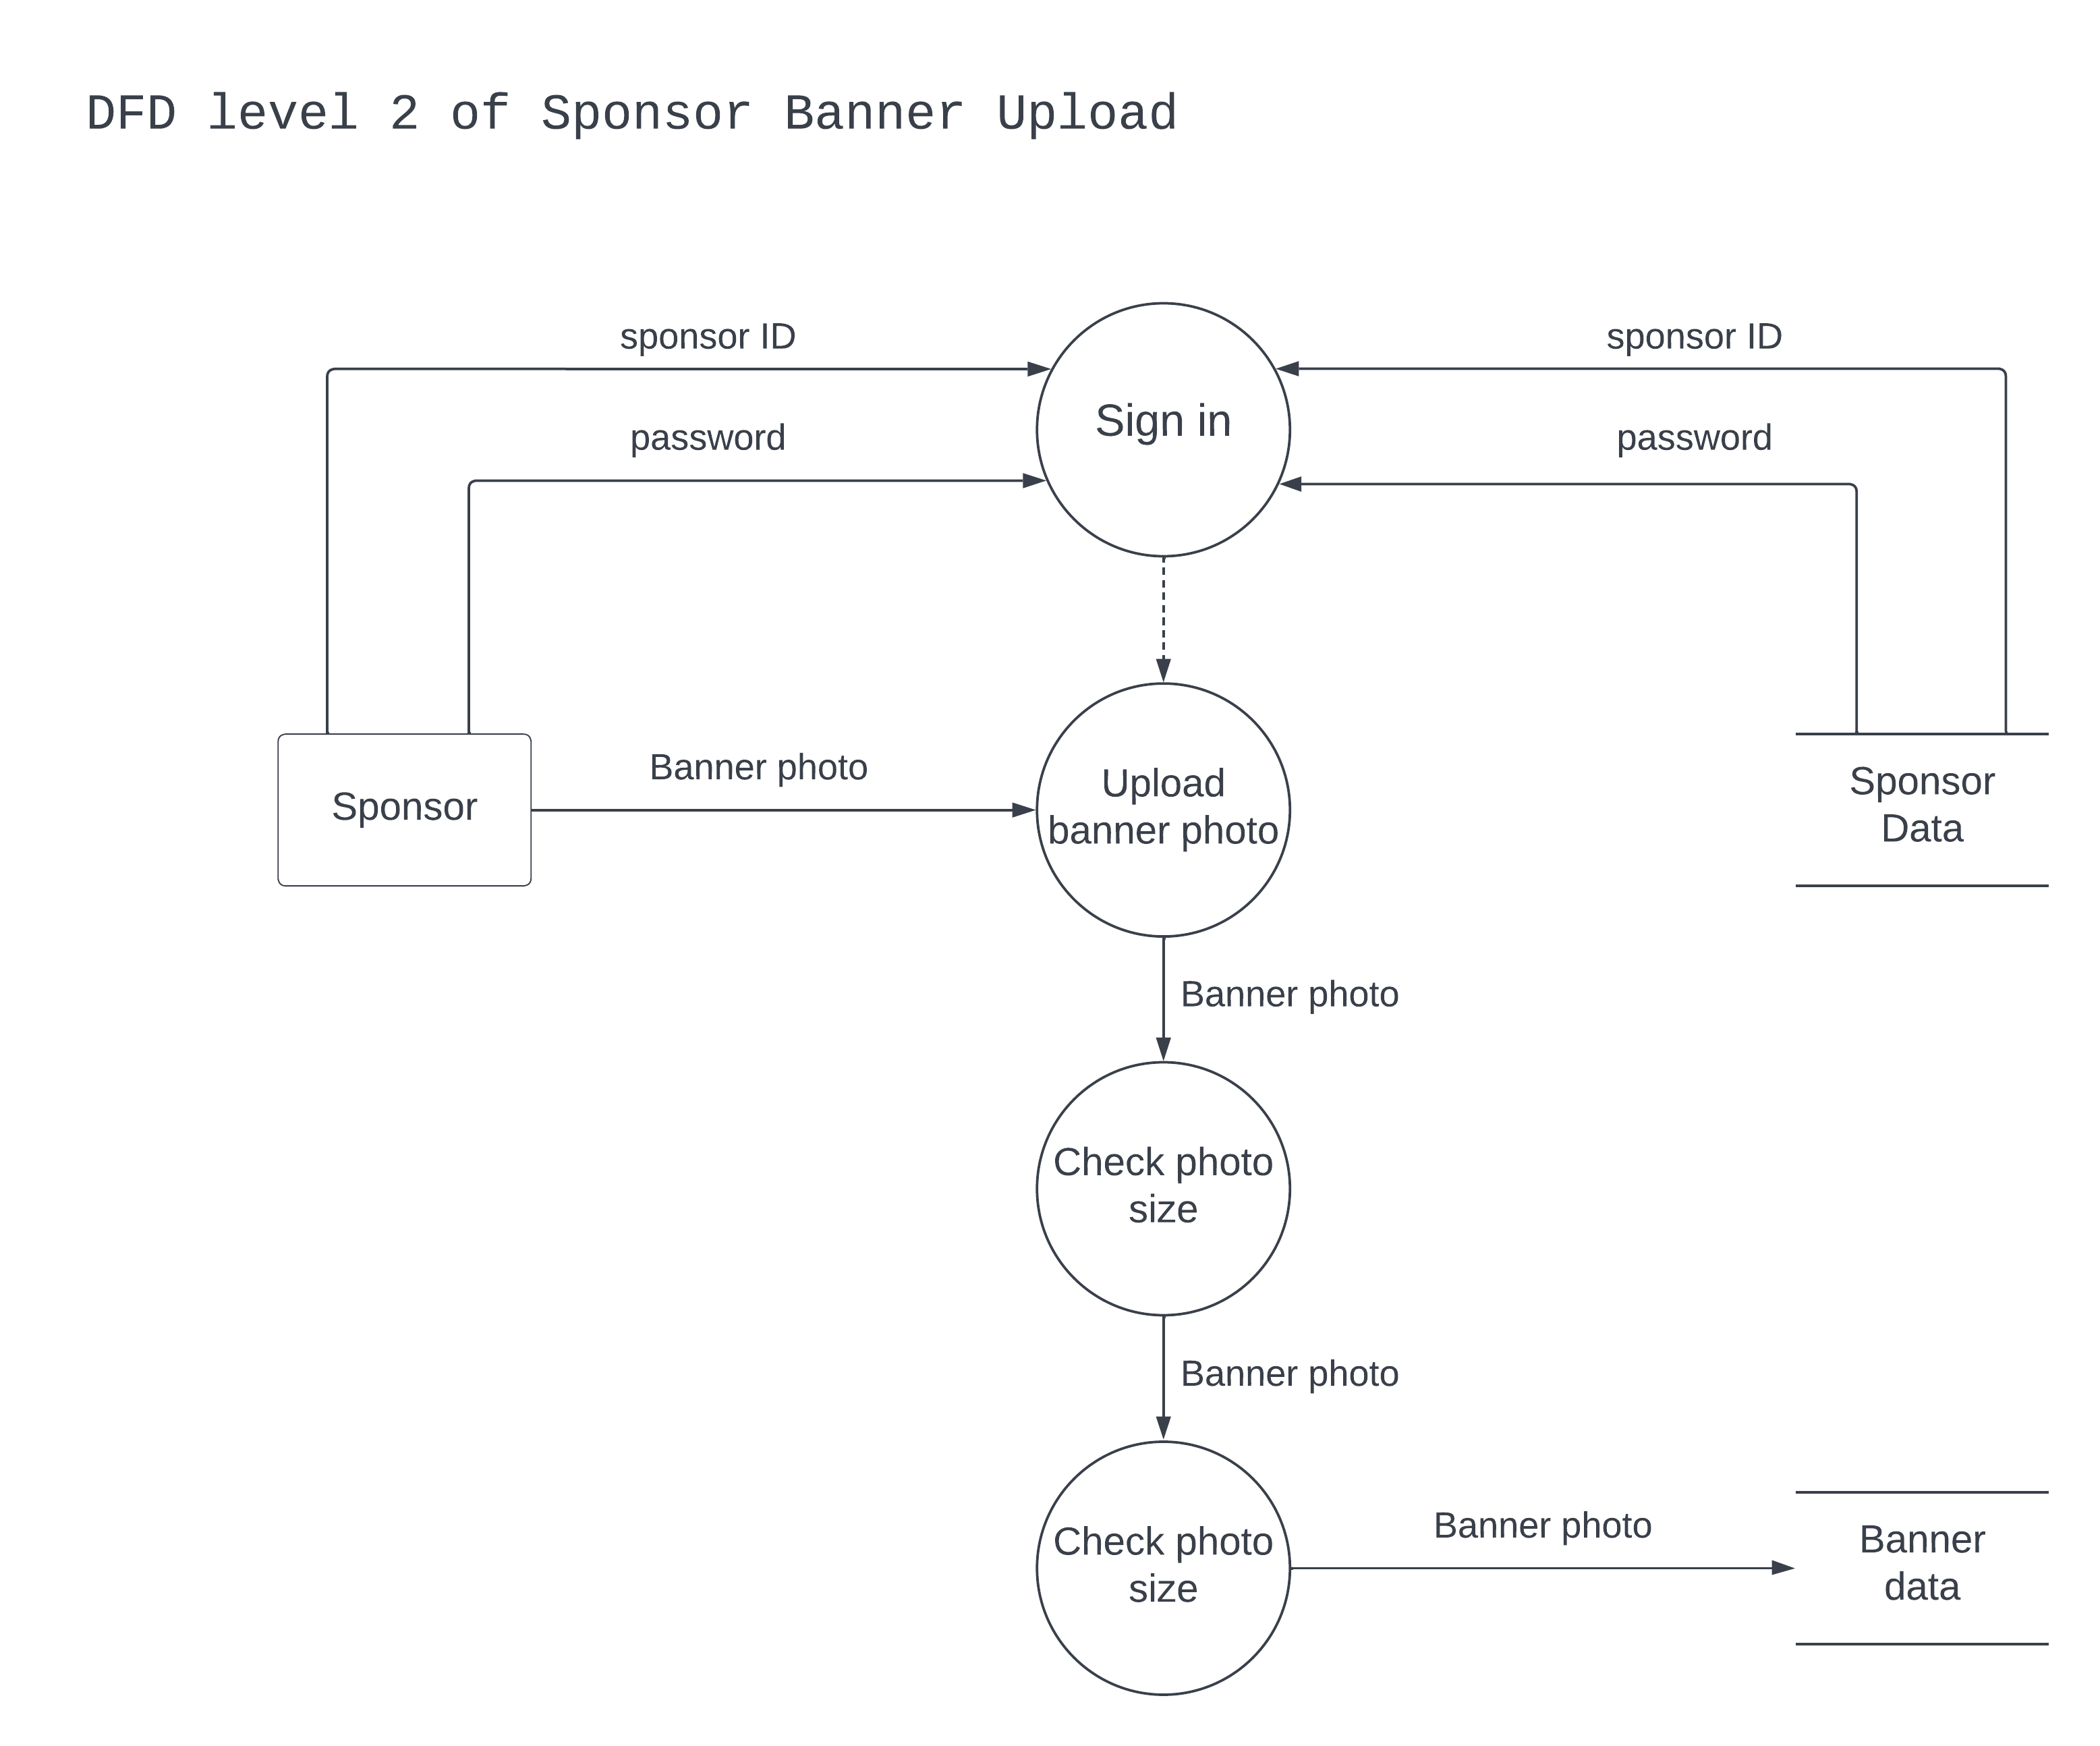 DFD level 2 of Sponsor Banner Upload
sponsor ID
sponsor ID
Sign in
password
password
Sponsor
Banner photo
Upload
banner photo
Sponsor
Data
Banner photo
Check photo
size
Banner photo
Check photo
size
Banner photo
Banner
data